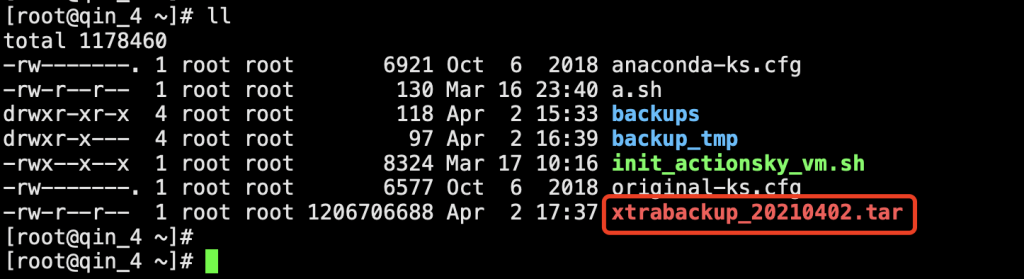 [root@qin_4 ~]# ll
total 1178460
-rw-------. 1 root root 6921 Oct 6 2018 anaconda-ks.cfg
-rw-r--r-- 1 root root 130 Mar 16 23:40 a.sh
drwxr-xr-x 4 root root 118 Apr 2 15:33 backups
drwxr-x--- 4 root root 97 Apr 2 16:39 backup_tmp
-rwx--x--x 1 root root 8324 Mar 17 10:16 init_actionsky_vm.sh
-rw-------. 1 root root 6577 Oct 6 2018 original-ks.cfg
-rw-r--r-- 1 root root 1206706688 Apr 2 17:37 xtrabackup_20210402.tar
[root@qin_4 ~]#
[root@qin_4 ~]#